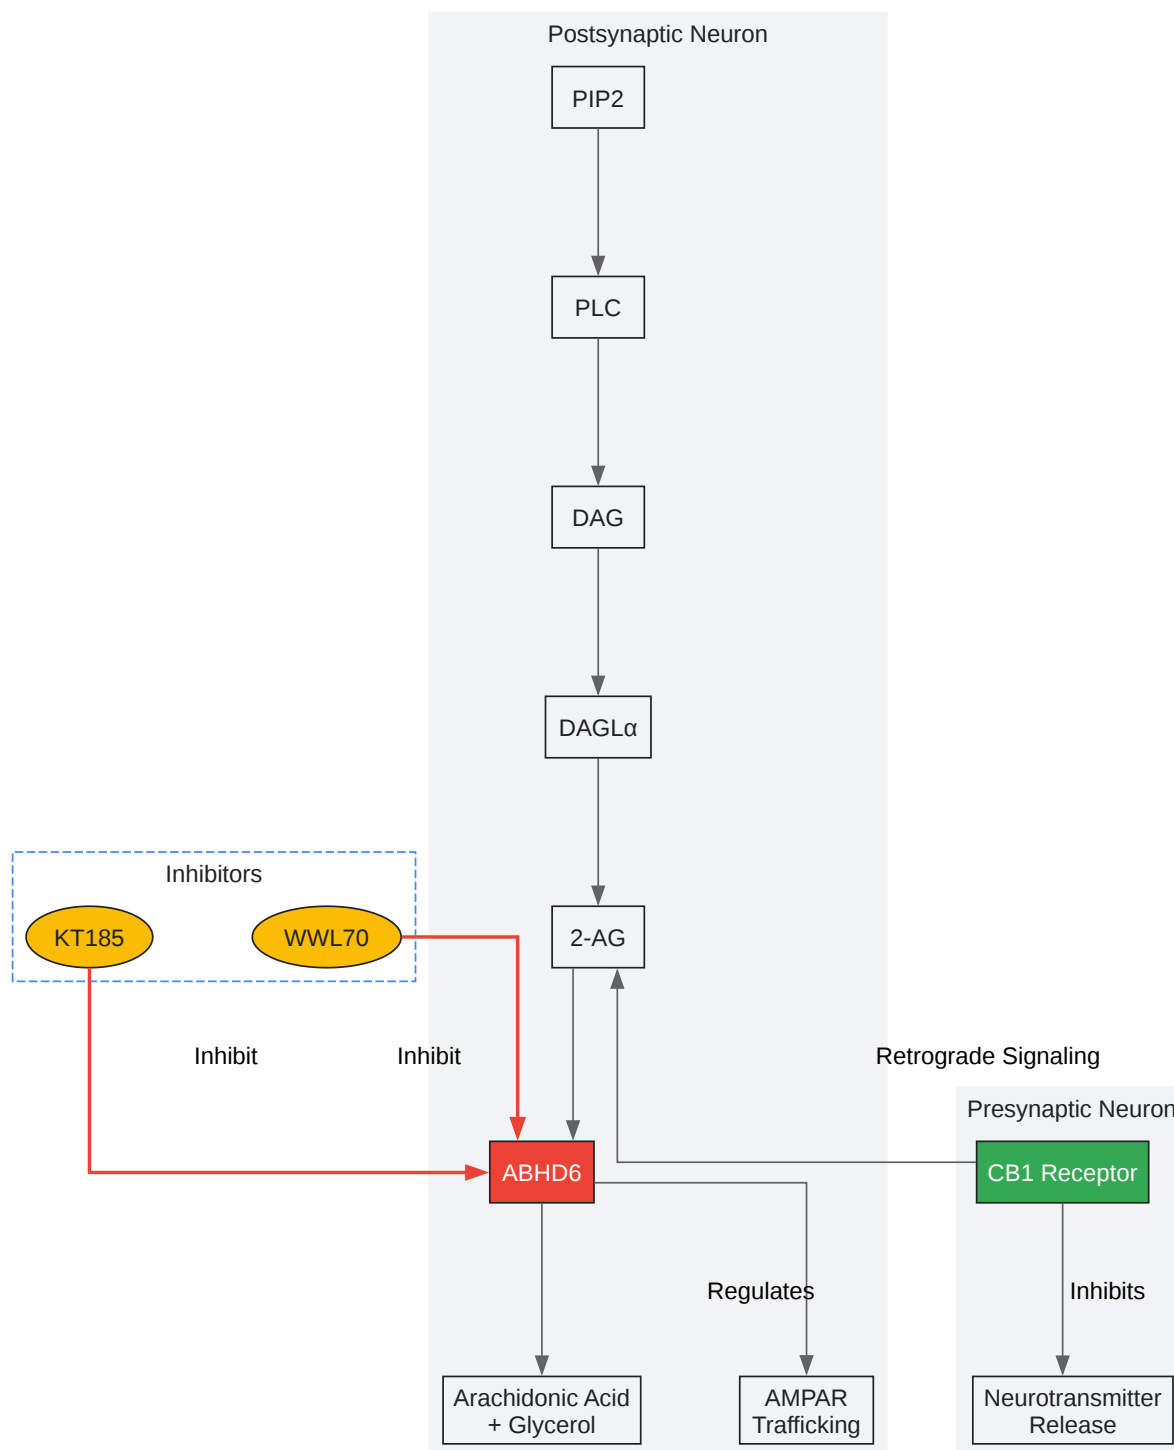 Postsynaptic Neuron
PIP2
PLC
DAG
DAGLα
Inhibitors
KT185
WWL70
2-AG
Inhibit
Inhibit
Retrograde Signaling
Presynaptic Neuron
ABHD6
CB1 Receptor
Regulates
Inhibits
Arachidonic Acid
+ Glycerol
AMPAR
Trafficking
Neurotransmitter
Release